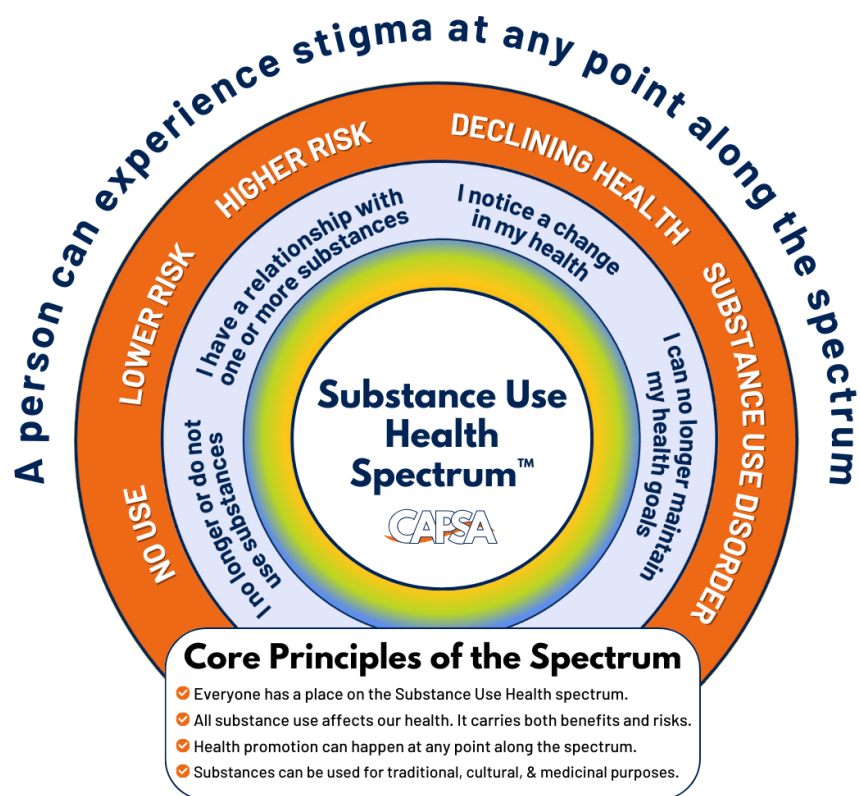 A person can experience stigma at any point along the spectrum
NO USE
LOWER RISK
HIGHER RISK
DECLINING HEALTH
SUBSTANCE USE DISORDER
I no longer or do not
use substances
I have a relationship with
one or more substances
I notice a change
in my health
I can no longer maintain
my health goals
Substance Use
Health
Spectrum™
CAPSA
Core Principles of the Spectrum
Everyone has a place on the Substance Use Health spectrum.
All substance use affects our health. It carries both benefits and risks.
Health promotion can happen at any point along the spectrum.
Substances can be used for traditional, cultural, & medicinal purposes.